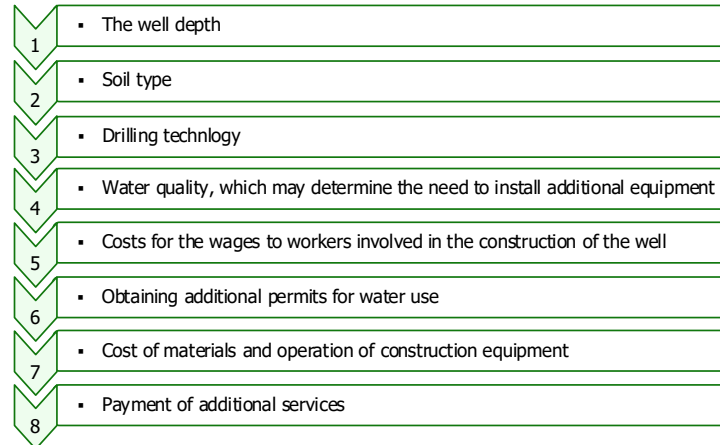 1 ▪ The well depth
2 ▪ Soil type
3 ▪ Drilling technlogy
4 ▪ Water quality, which may determine the need to install additional equipment
5 ▪ Costs for the wages to workers involved in the construction of the well
6 ▪ Obtaining additional permits for water use
7 ▪ Cost of materials and operation of construction equipment
8 ▪ Payment of additional services